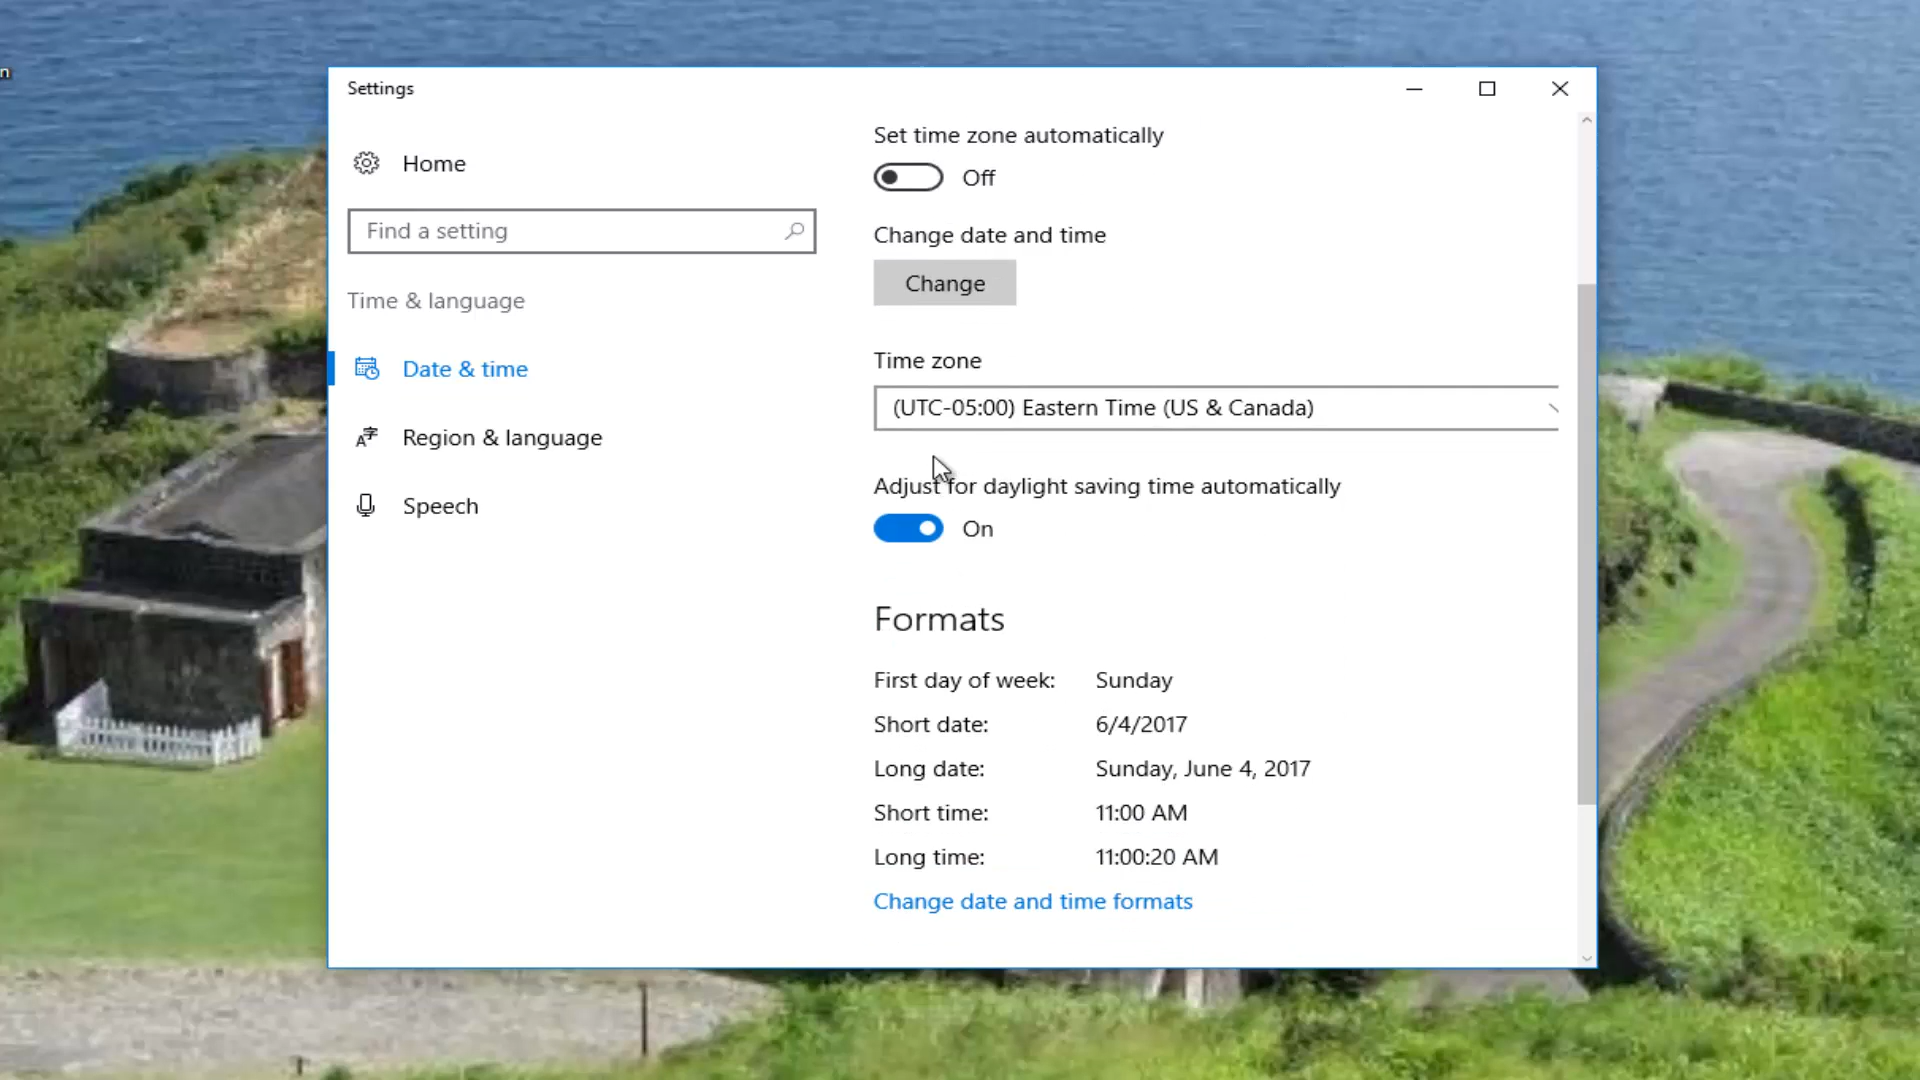 n
Settings
Home
Find a setting
Time & language
Date & time
Region & language
Speech
Set time zone automatically
Off
Change date and time
Change
Time zone
(UTC-05:00) Eastern Time (US & Canada)
Adjust for daylight saving time automatically
On
Formats
First day of week: Sunday
Short date: 6/4/2017
Long date: Sunday, June 4, 2017
Short time: 11:00 AM
Long time: 11:00:20 AM
Change date and time formats